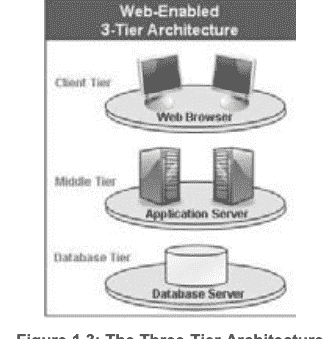 Web-Enabled
3-Tier Architecture
Client Tier
Web Browser
Middle Tier
Application Server
Database Tier
Database Server
Figure 1.3: The Three Tier Architecture